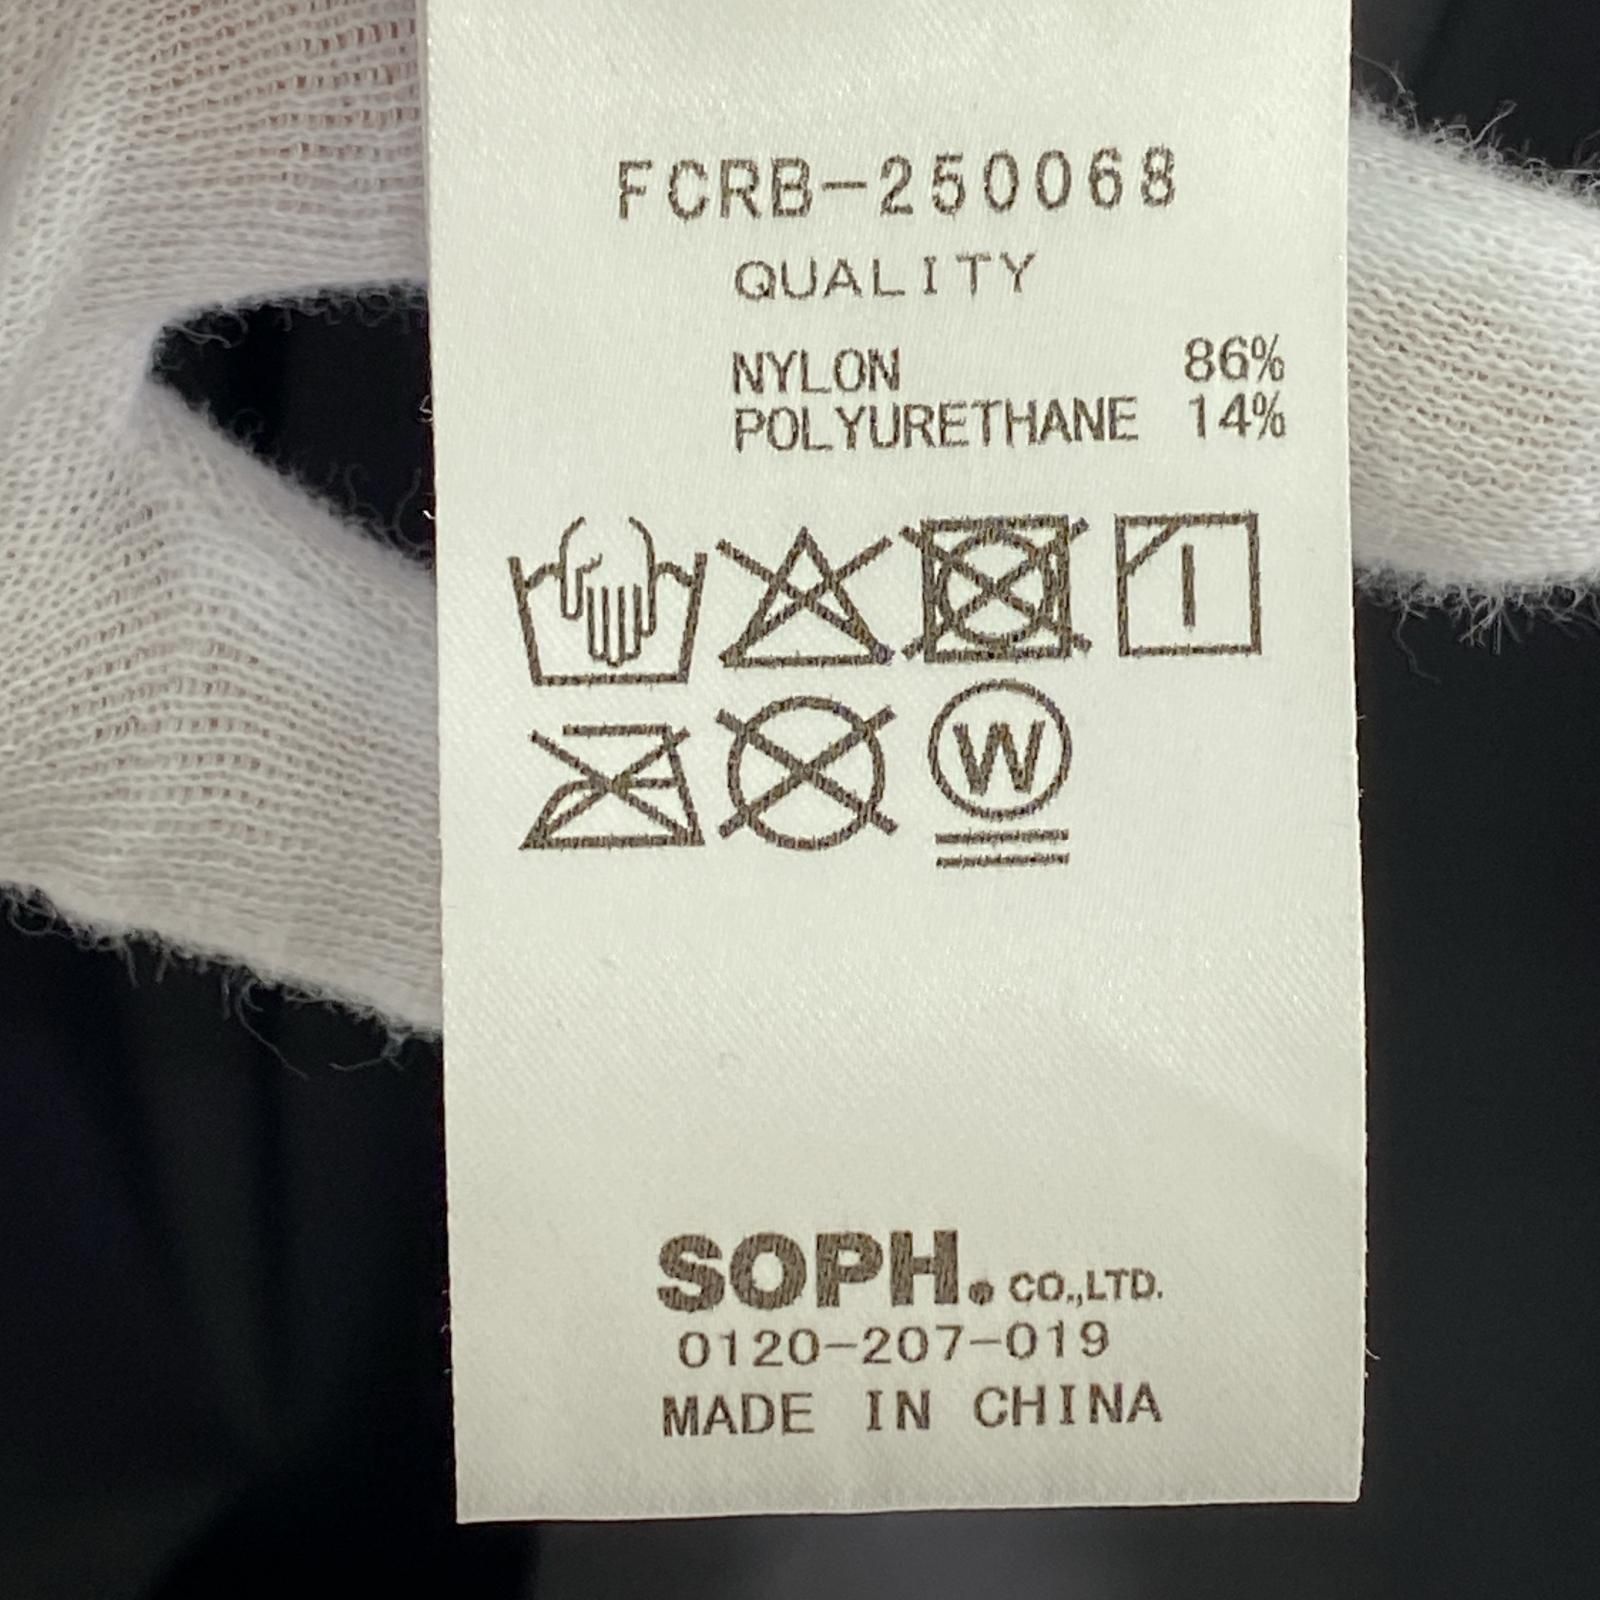 FCRB-250068
QUALITY
NYLON 86%
POLYURETHANE 14%
W
SOPH. CO.,LTD.
0120-207-019
MADE IN CHINA